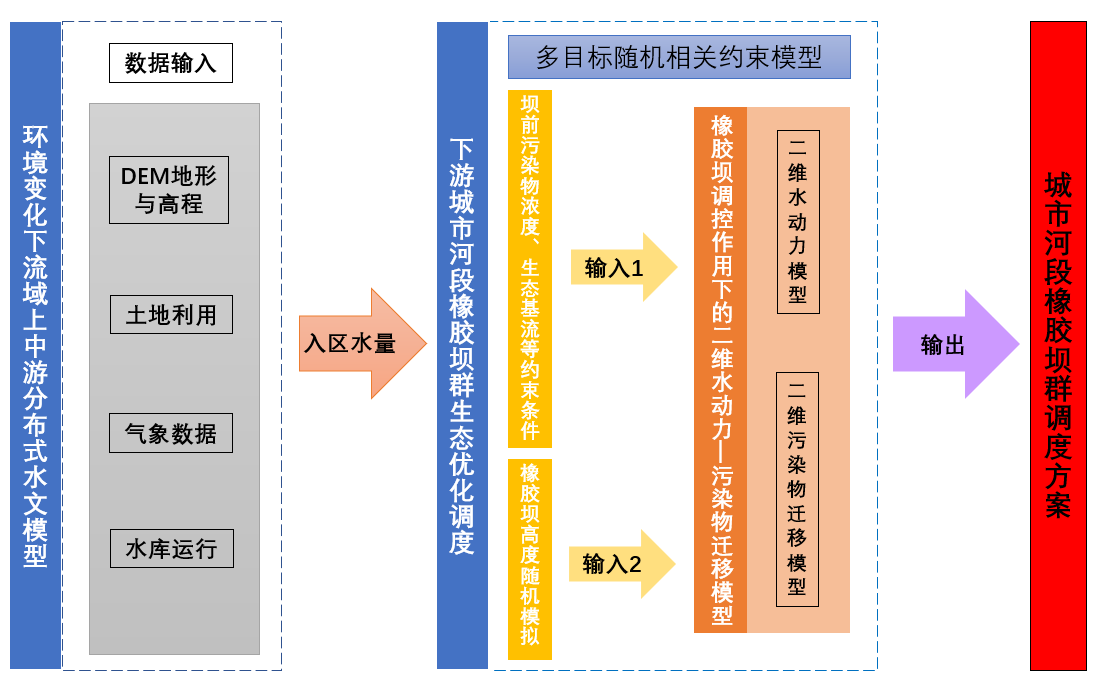 环境变化下流域上中游分布式水文模型
数据输入
DEM地形
与高程
土地利用
气象数据
水库运行
入区水量
下游城市河段橡胶坝群生态优化调度
多目标随机相关约束模型
坝前污染物浓度、生态基流等约束条件
橡胶坝高度随机模拟
输入1
输入2
橡胶坝调控作用下的二维水动力—污染物迁移模型
二维水动力模型
二维污染物迁移模型
输出
城市河段橡胶坝群调度方案